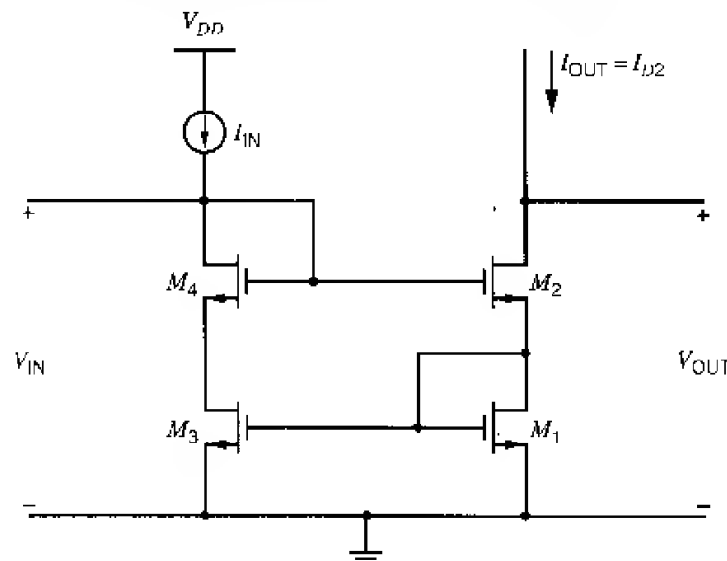 V_DD
I_OUT = I_D2
I_IN
+
+
M_4
M_2
V_IN
V_OUT
M_3
M_1
−
−